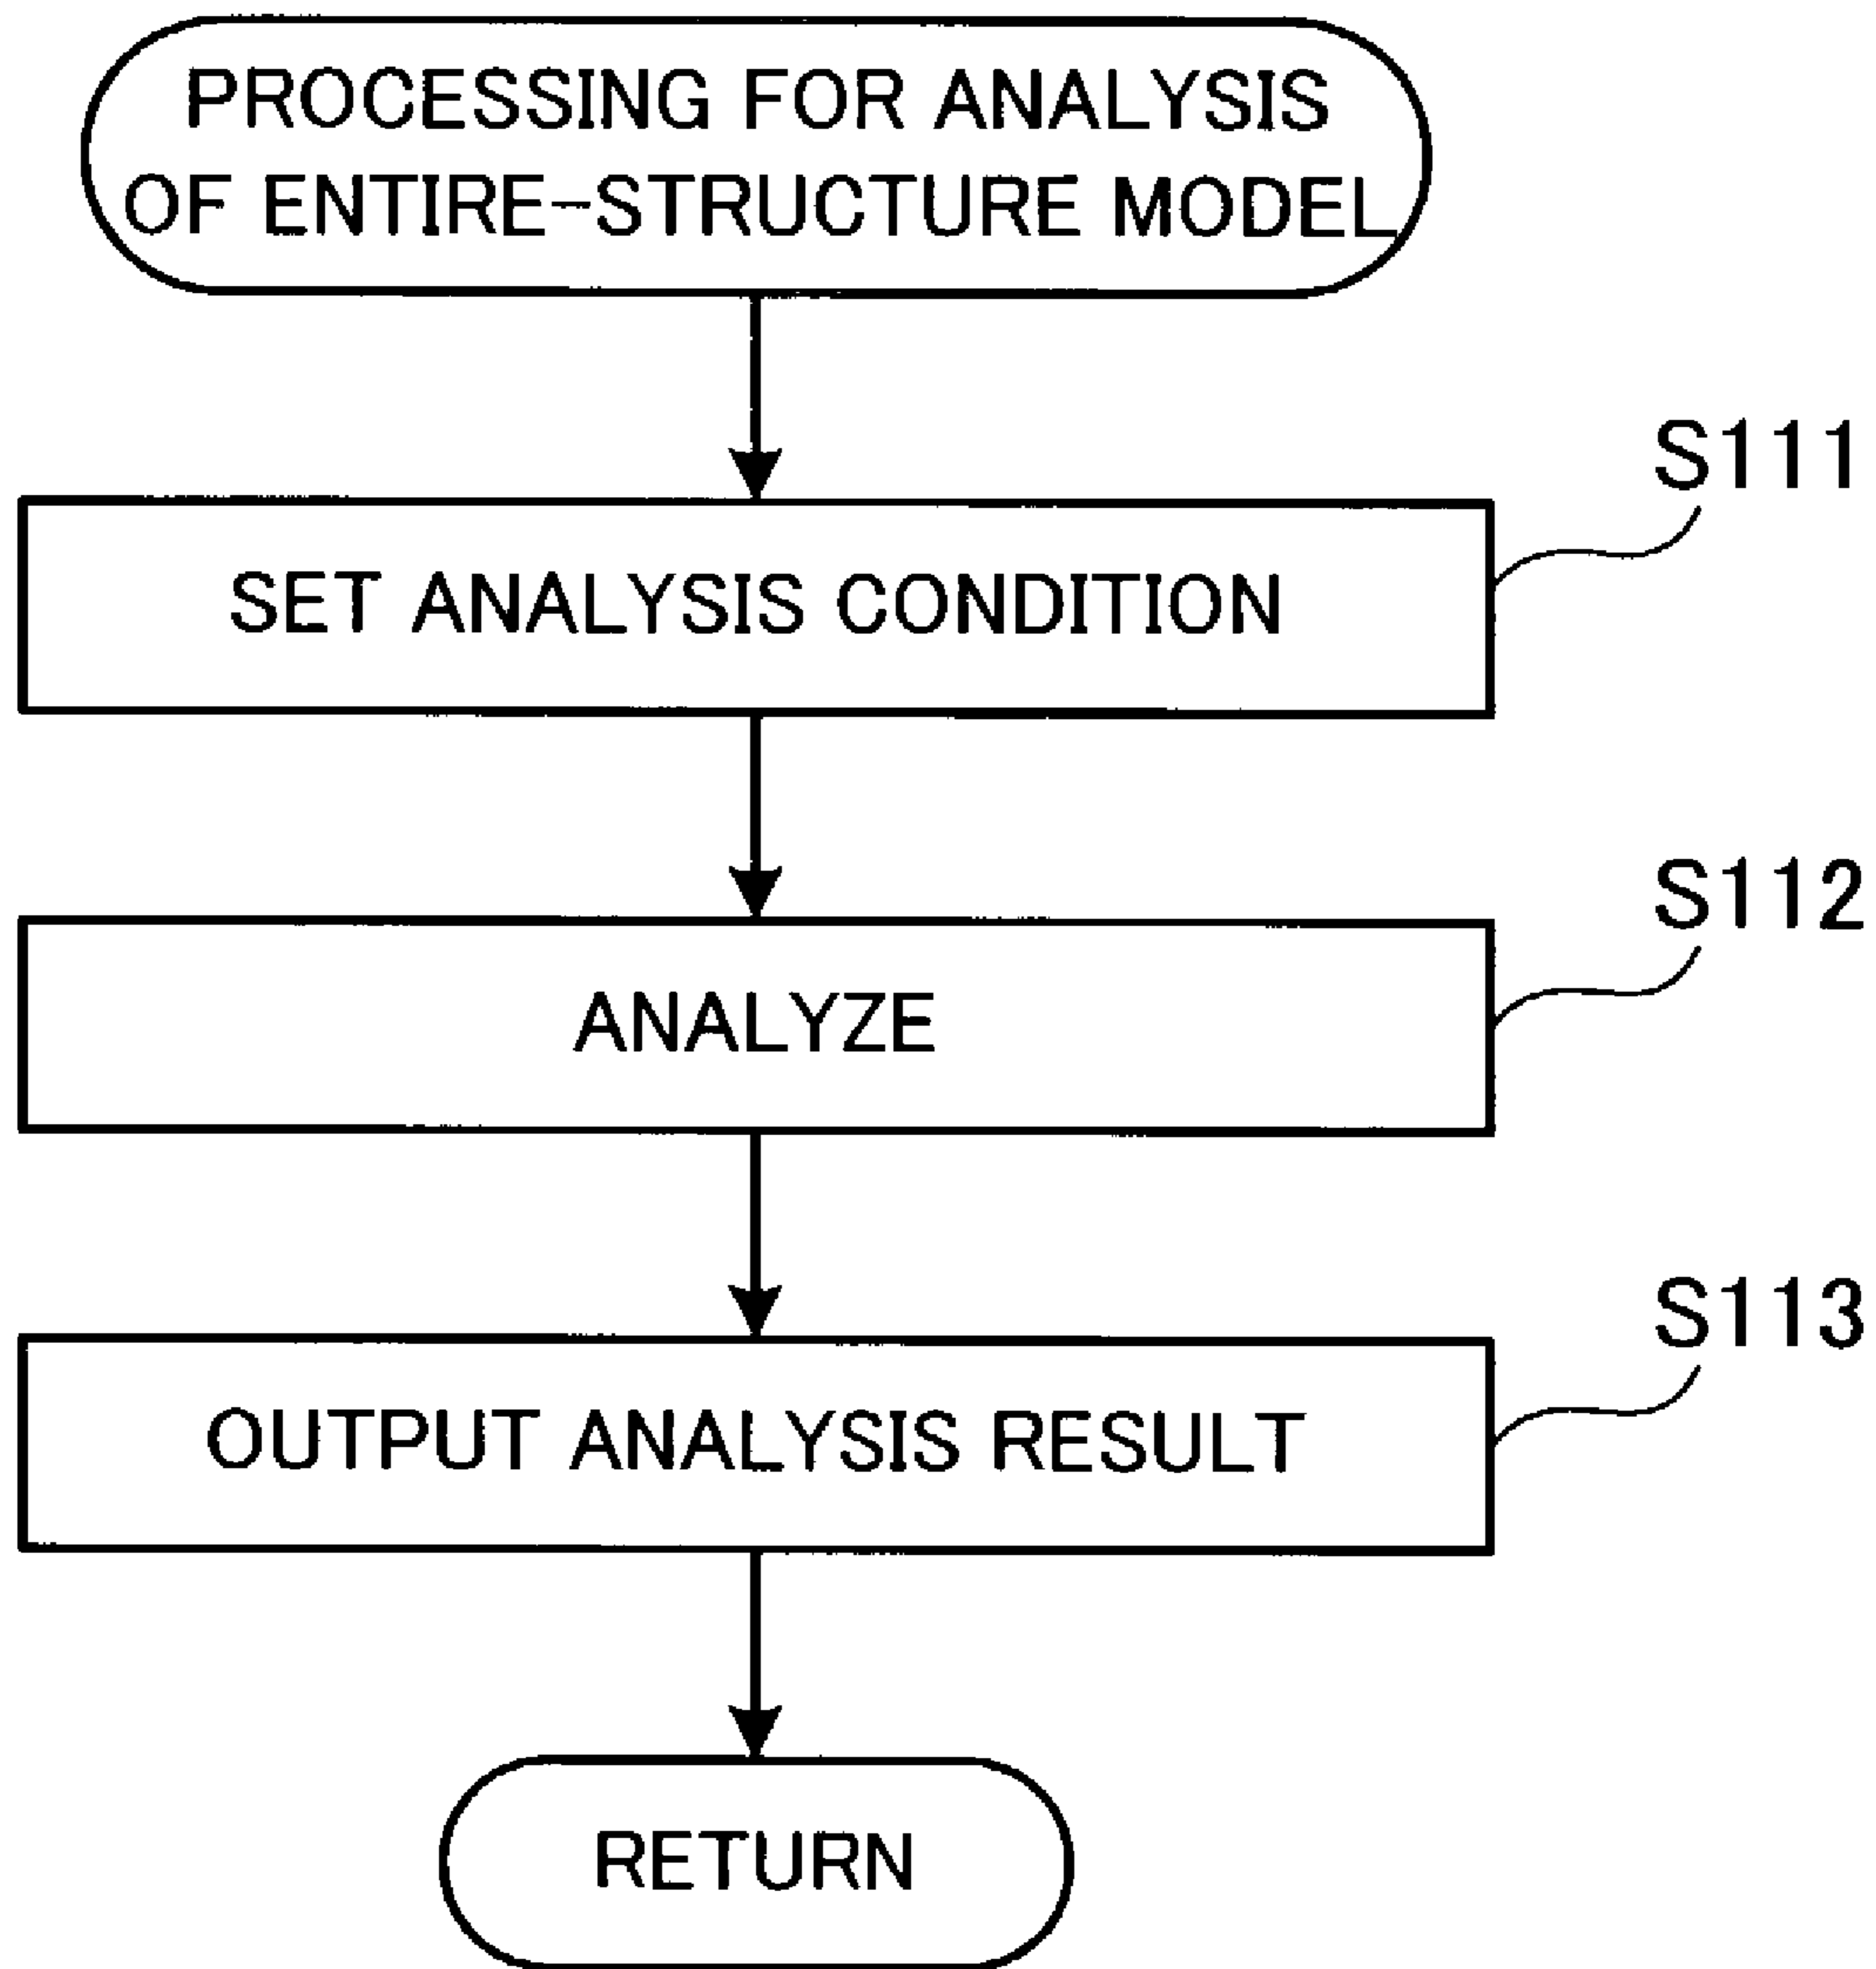 PROCESSING FOR ANALYSIS
OF ENTIRE-STRUCTURE MODEL
S111
SET ANALYSIS CONDITION
S112
ANALYZE
S113
OUTPUT ANALYSIS RESULT
RETURN